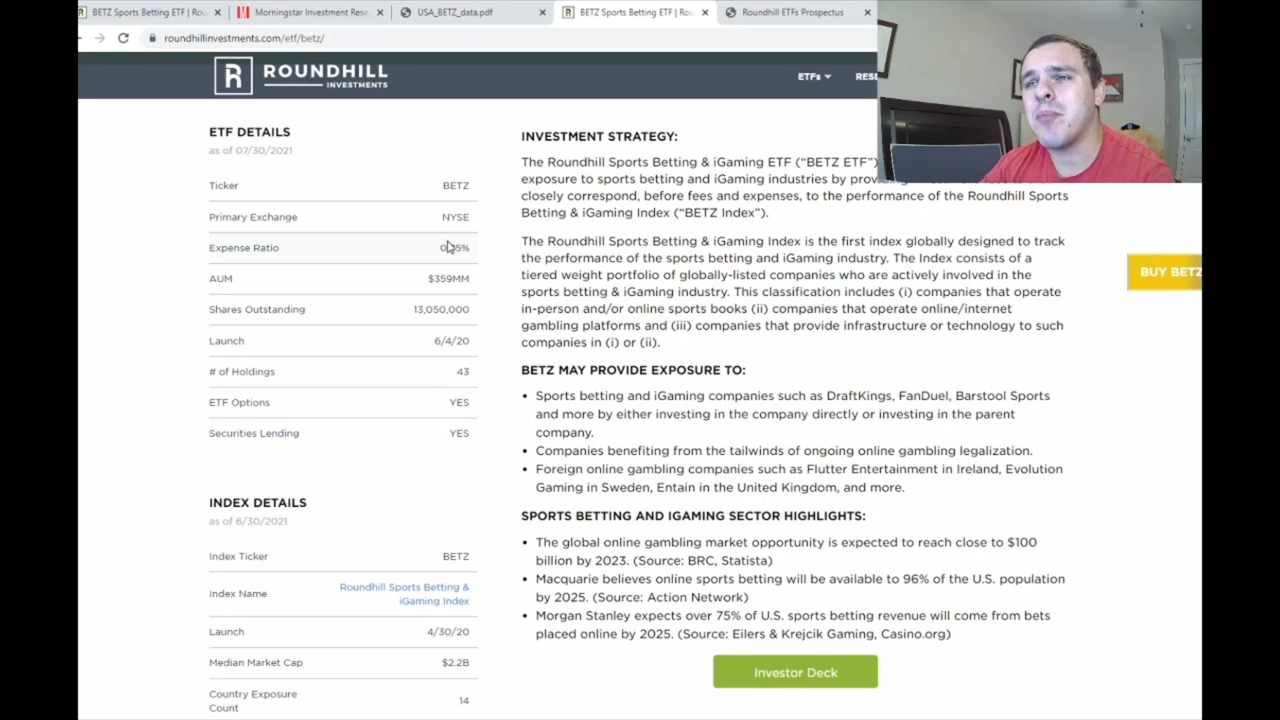 BETZ Sports Betting ETF | Rou
Morningstar Investment Rese
USA_BETZ_data.pdf
BETZ Sports Betting ETF | Rou
Roundhill ETFs Prospectus
roundhillinvestments.com/etf/betz/
ROUNDHILL
INVESTMENTS
ETFs
ETF DETAILS
as of 07/30/2021
Ticker BETZ
Primary Exchange NYSE
Expense Ratio
AUM $359MM
Shares Outstanding 13,050,000
Launch 6/4/20
# of Holdings 43
ETF Options YES
Securities Lending YES
INDEX DETAILS
as of 6/30/2021
Index Ticker BETZ
Index Name Roundhill Sports Betting &
iGaming Index
Launch 4/30/20
Median Market Cap $2.2B
Country Exposure
Count 14
INVESTMENT STRATEGY:
The Roundhill Sports Betting & iGaming ETF (“BETZ ETF”)
exposure to sports betting and iGaming industries by
closely correspond, before fees and expenses, to the performance of the Roundhill Sports
Betting & iGaming Index (“BETZ Index”).
The Roundhill Sports Betting & iGaming Index is the first index globally designed to track
the performance of the sports betting and iGaming industry. The Index consists of a
tiered weight portfolio of globally-listed companies who are actively involved in the
sports betting & iGaming industry. This classification includes (i) companies that operate
in-person and/or online sports books (ii) companies that operate online/internet
gambling platforms and (iii) companies that provide infrastructure or technology to such
companies in (i) or (ii).
BETZ MAY PROVIDE EXPOSURE TO:
• Sports betting and iGaming companies such as DraftKings, FanDuel, Barstool Sports
and more by either investing in the company directly or investing in the parent
company.
• Companies benefiting from the tailwinds of ongoing online gambling legalization.
• Foreign online gambling companies such as Flutter Entertainment in Ireland, Evolution
Gaming in Sweden, Entain in the United Kingdom, and more.
SPORTS BETTING AND IGAMING SECTOR HIGHLIGHTS:
• The global online gambling market opportunity is expected to reach close to $100
billion by 2023. (Source: BRC, Statista)
• Macquarie believes online sports betting will be available to 96% of the U.S. population
by 2025. (Source: Action Network)
• Morgan Stanley expects over 75% of U.S. sports betting revenue will come from bets
placed online by 2025. (Source: Eilers & Krejcik Gaming, Casino.org)
Investor Deck
BUY BETZ